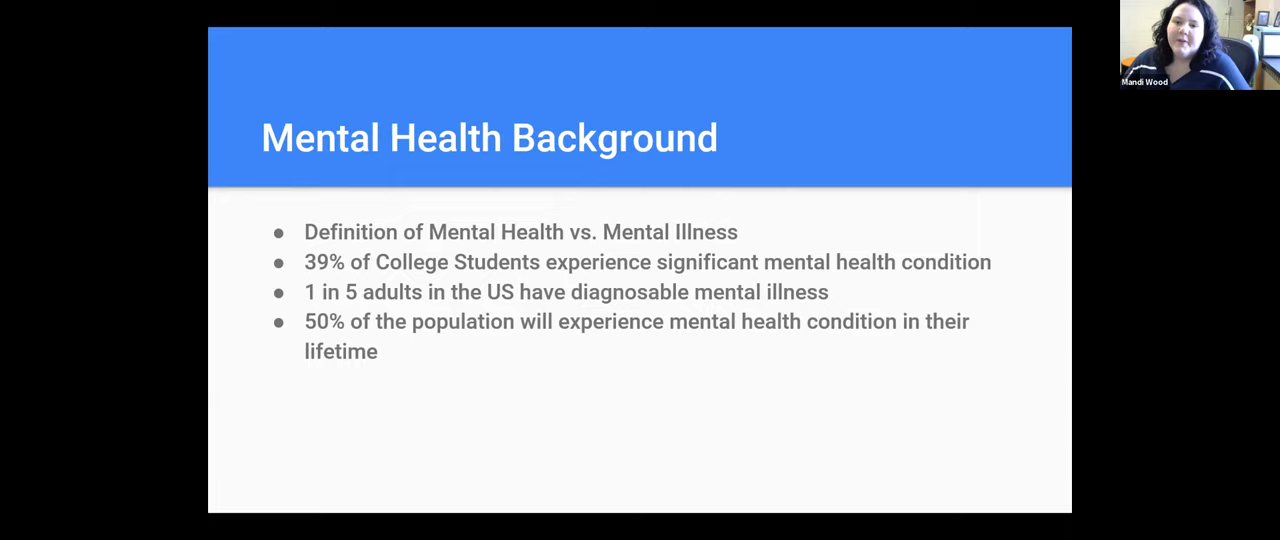 Mental Health Background
● Definition of Mental Health vs. Mental Illness
● 39% of College Students experience significant mental health condition
● 1 in 5 adults in the US have diagnosable mental illness
● 50% of the population will experience mental health condition in their
lifetime
Mandi Wood